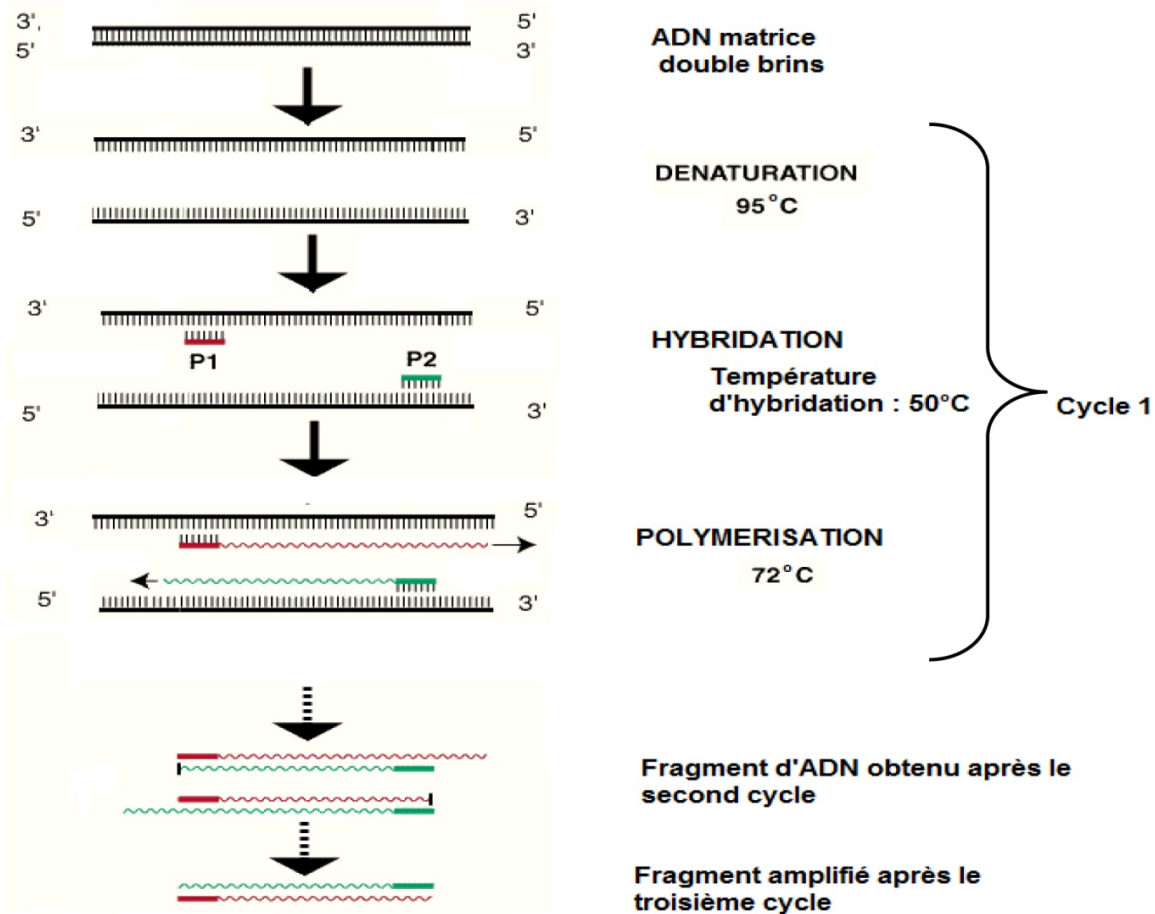 3', 5'
5' 3'
ADN matrice
double brins
3' 5'
DENATURATION
95°C
5' 3'
3' 5'
P1
P2
HYBRIDATION
Température
d'hybridation : 50°C
Cycle 1
5' 3'
3' 5'
POLYMERISATION
72°C
5' 3'
Fragment d'ADN obtenu après le
second cycle
Fragment amplifié après le
troisième cycle